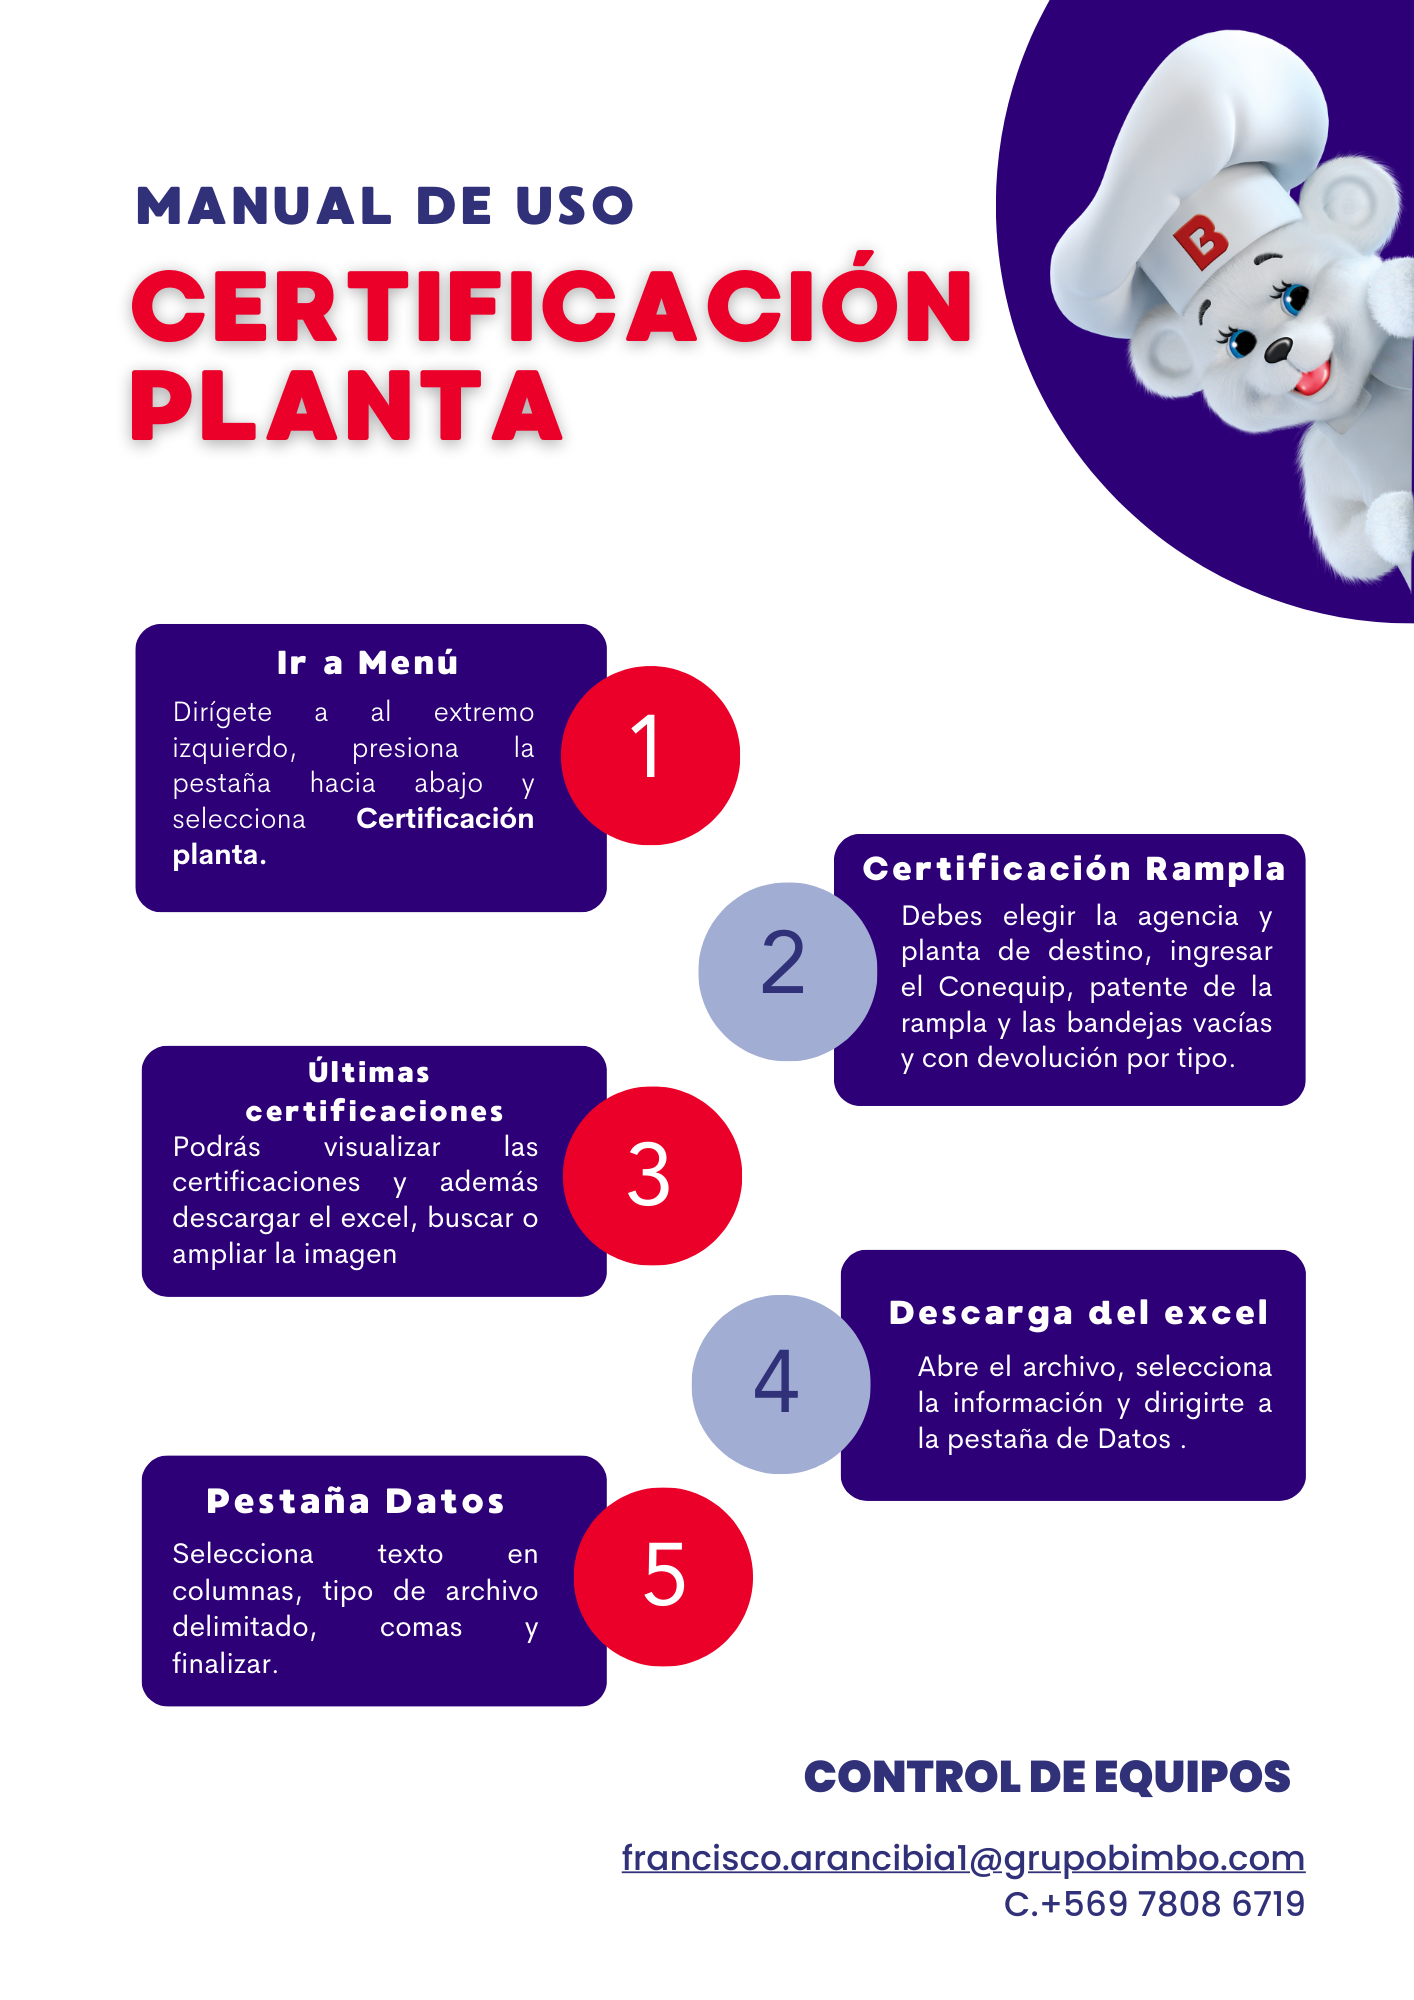 MANUAL DE USO
CERTIFICACIÓN
PLANTA
B
Ir a Menú
Dirígete a al extremo
izquierdo, presiona la
pestaña hacia abajo y
selecciona Certificación
planta.
1
Certificación Rampla
Debes elegir la agencia y
planta de destino, ingresar
el Conequip, patente de la
rampla y las bandejas vacías
y con devolución por tipo.
2
Últimas
certificaciones
Podrás visualizar las
certificaciones y además
descargar el excel, buscar o
ampliar la imagen
3
Descarga del excel
Abre el archivo, selecciona
la información y dirigirte a
la pestaña de Datos .
4
Pestaña Datos
Selecciona texto en
columnas, tipo de archivo
delimitado, comas y
finalizar.
5
CONTROL DE EQUIPOS
francisco.arancibia1@grupobimbo.com
C.+569 7808 6719